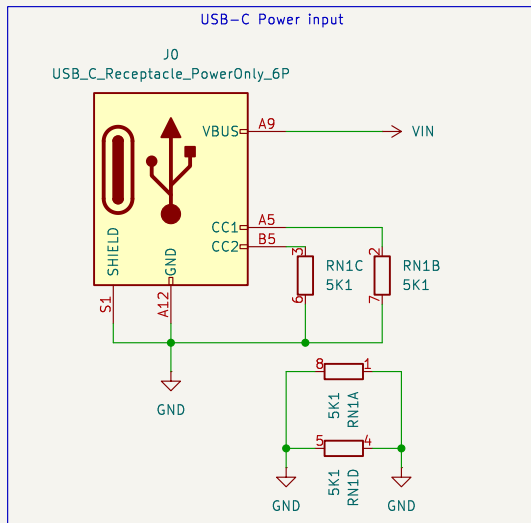 USB-C Power input
J0
USB_C_Receptacle_PowerOnly_6P
VBUS
A9
VIN
CC1
A5
CC2
B5
SHIELD
GND
S1
A12
3
RN1C
5K1
6
2
RN1B
5K1
7
GND
8
1
5K1
RN1A
5
4
5K1
RN1D
GND
GND